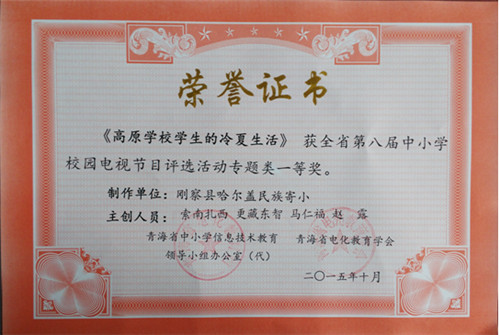 荣誉证书
《高原学校学生的冷夏生活》 获全省第八届中小学
校园电视节目评选活动专题类一等奖。
制作单位：刚察县哈尔盖民族寄小
主创人员： 索南扎西 更藏东智 马仁福 赵 露
青海省中小学信息技术教育 青海省电化教育学会
领导小组办公室（代）
二〇一五年十月